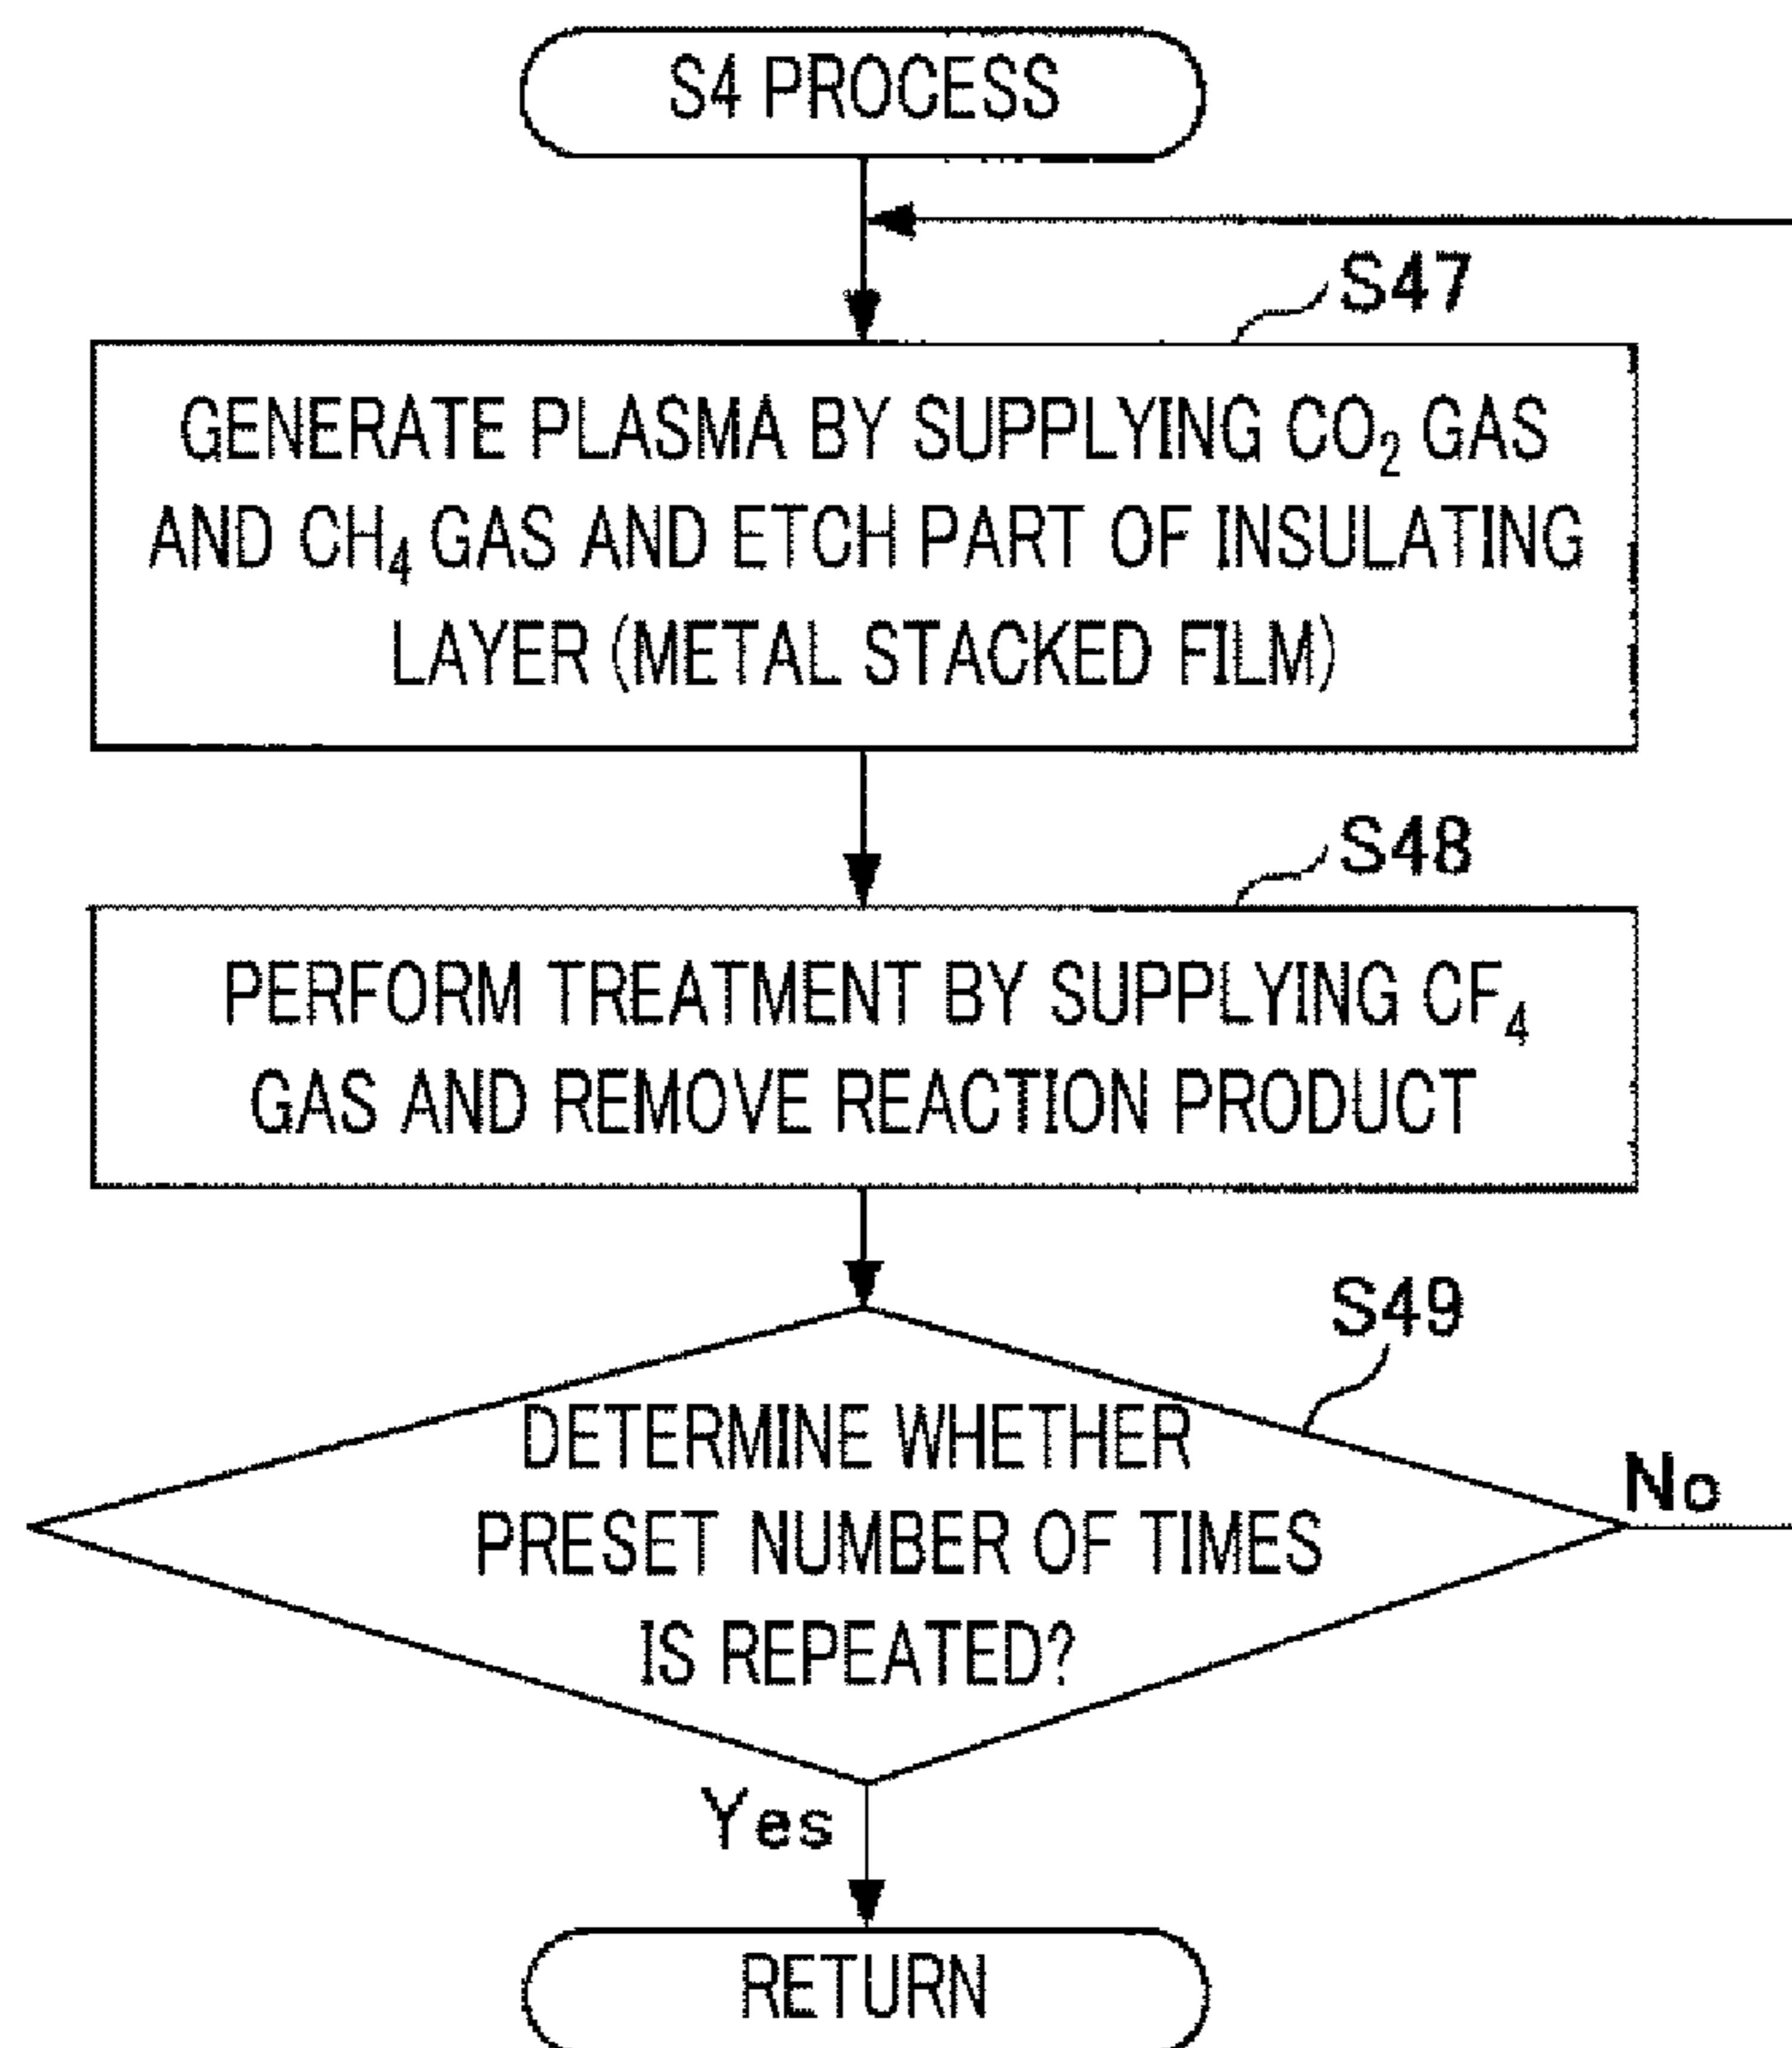 S4 PROCESS
S47
GENERATE PLASMA BY SUPPLYING CO₂ GAS
AND CH₄ GAS AND ETCH PART OF INSULATING
LAYER (METAL STACKED FILM)
S48
PERFORM TREATMENT BY SUPPLYING CF₄
GAS AND REMOVE REACTION PRODUCT
S49
DETERMINE WHETHER
PRESET NUMBER OF TIMES
IS REPEATED?
No
Yes
RETURN